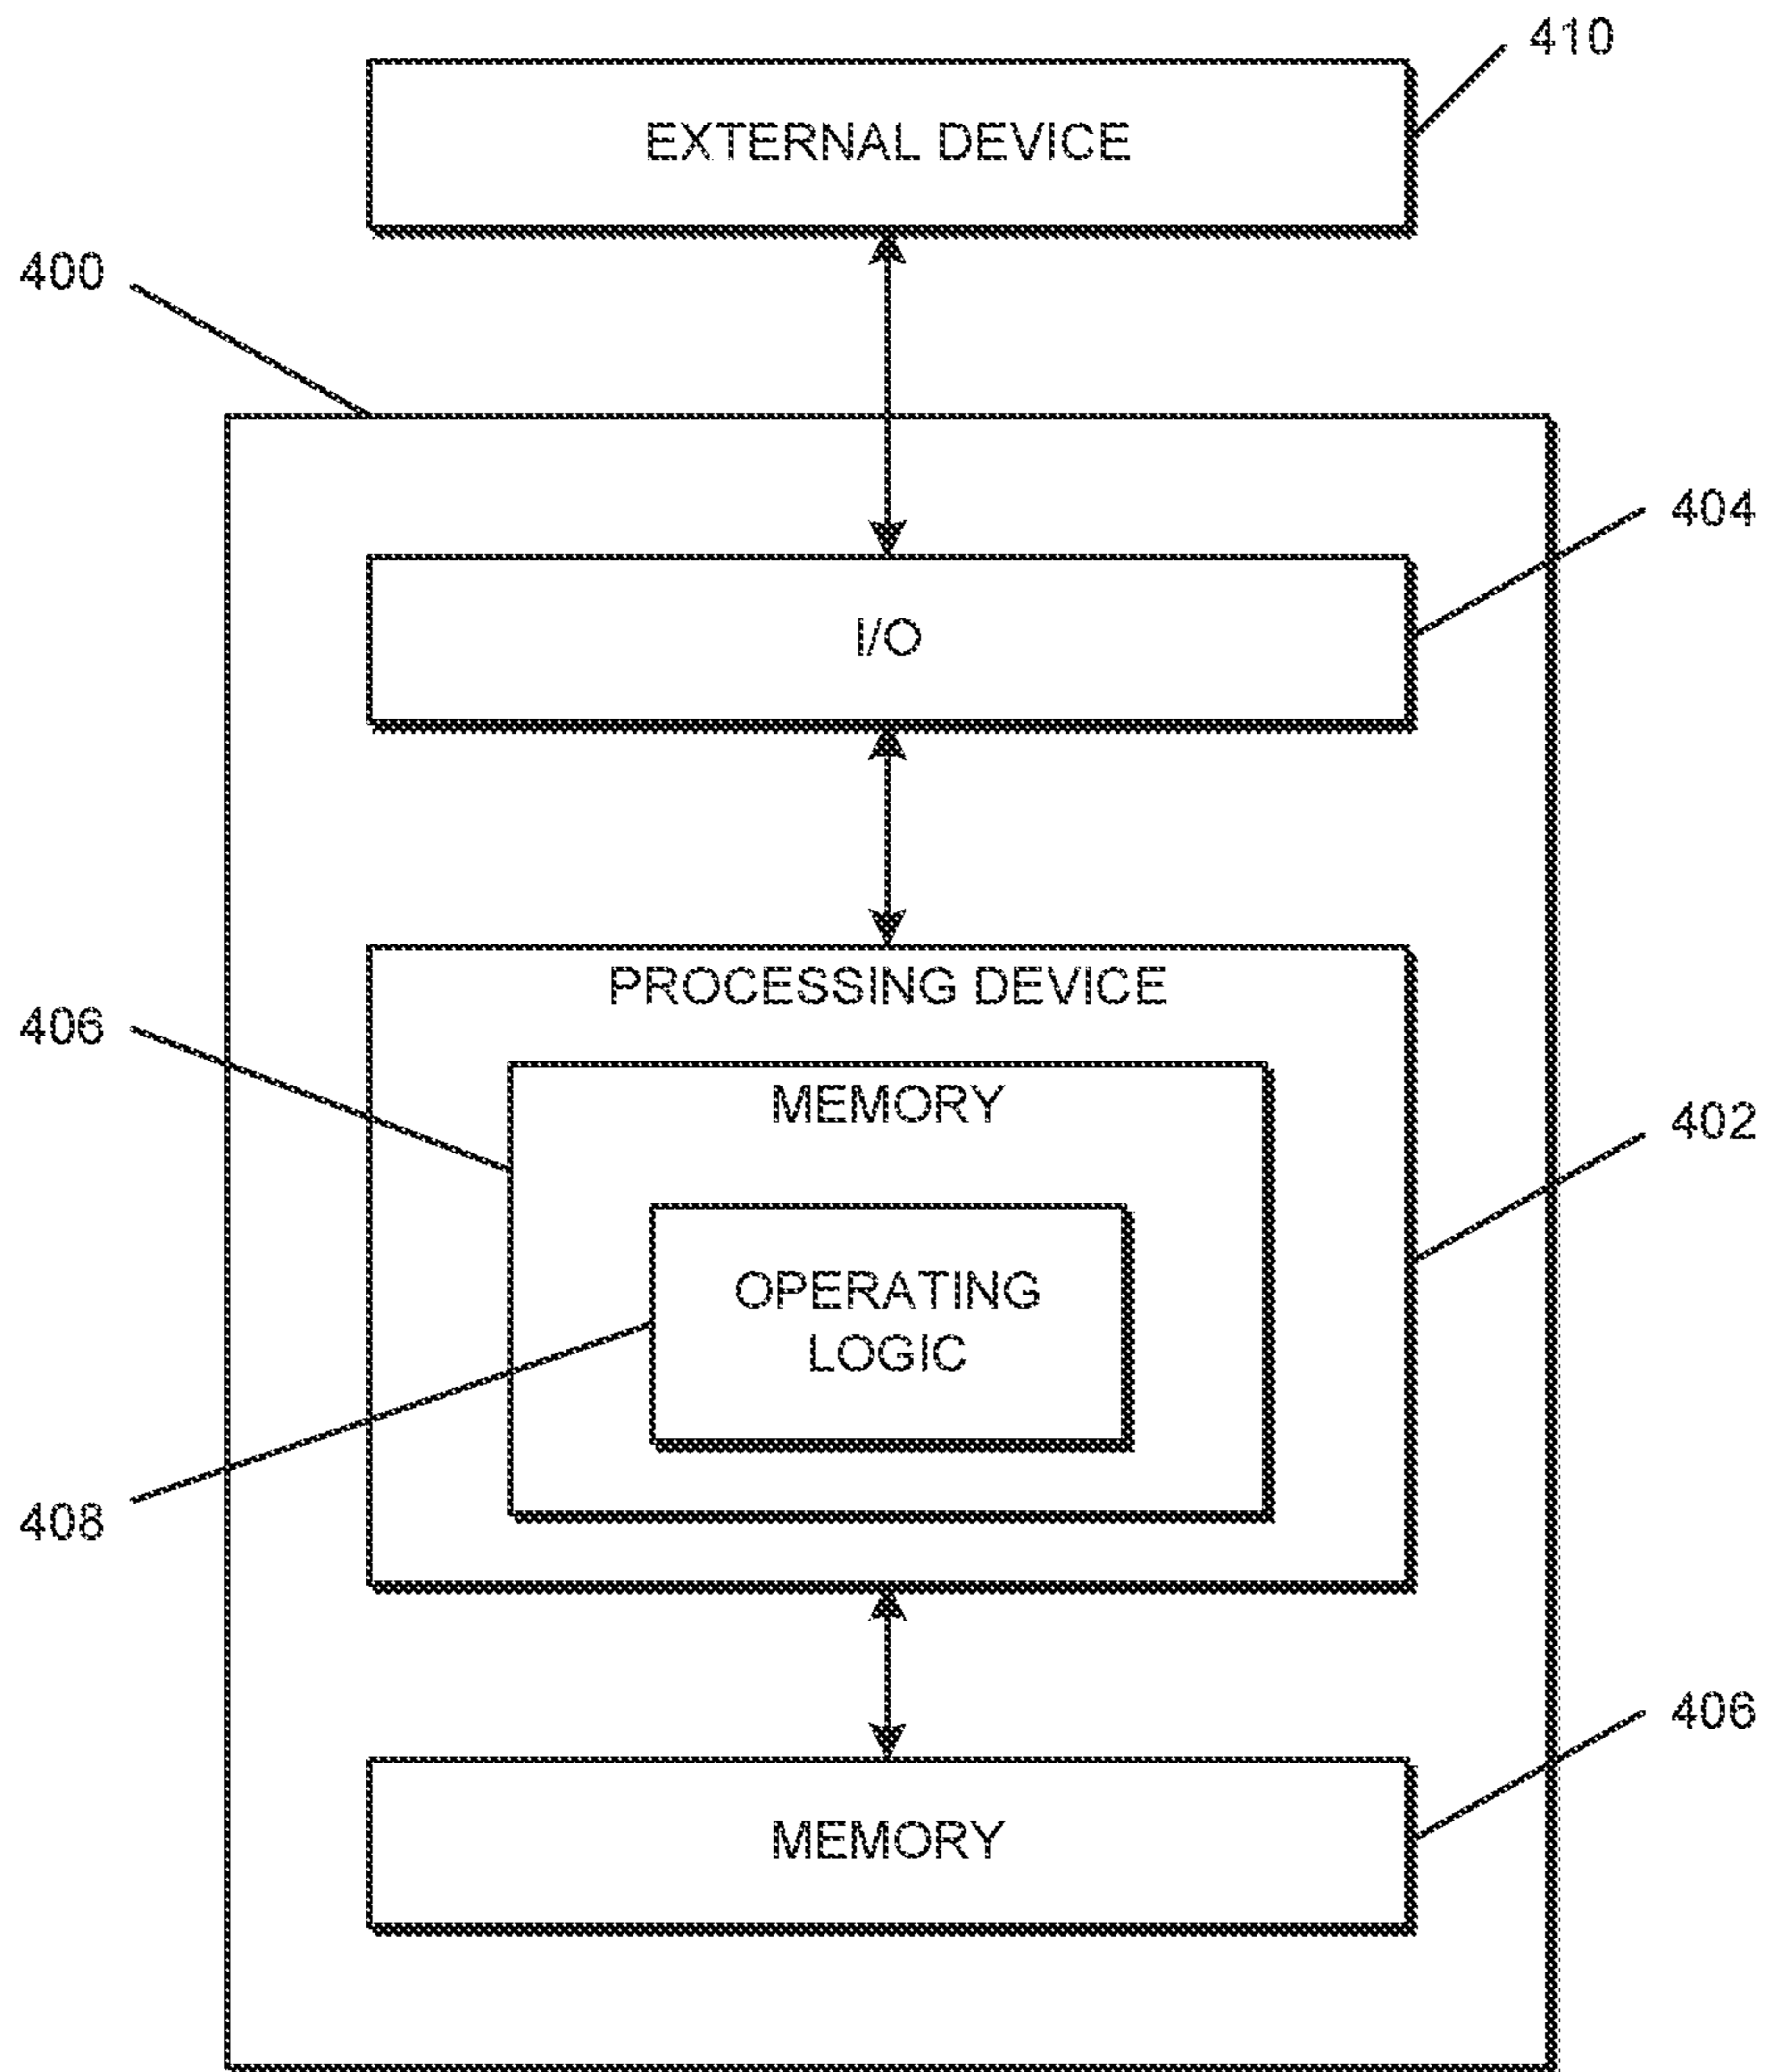 410
EXTERNAL DEVICE
400
404
I/O
PROCESSING DEVICE
406
MEMORY
402
OPERATING
LOGIC
408
406
MEMORY